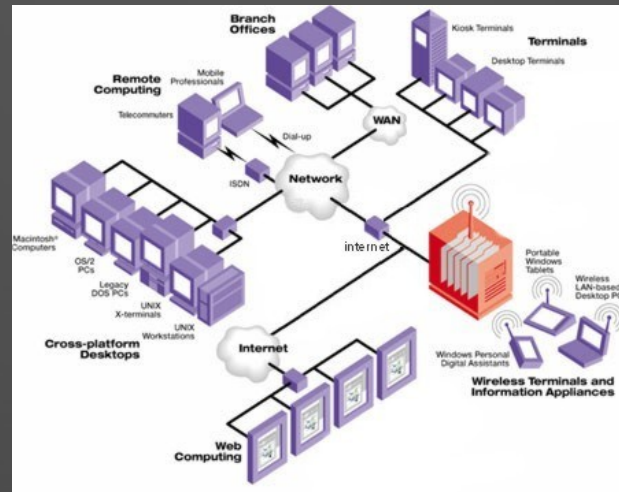 Branch
Offices
Kiosk Terminals
Terminals
Desktop Terminals
Remote
Computing
Mobile
Professionals
Telecommuters
WAN
Dial-up
ISDN
Network
internet
Macintosh®
Computers
OS/2
PCs
Legacy
DOS PCs
UNIX
X-terminals
UNIX
Workstations
Cross-platform
Desktops
Portable
Windows
Tablets
Wireless
LAN-based
Desktop PC
Internet
Windows Personal
Digital Assistants
Wireless Terminals and
Information Appliances
Web
Computing